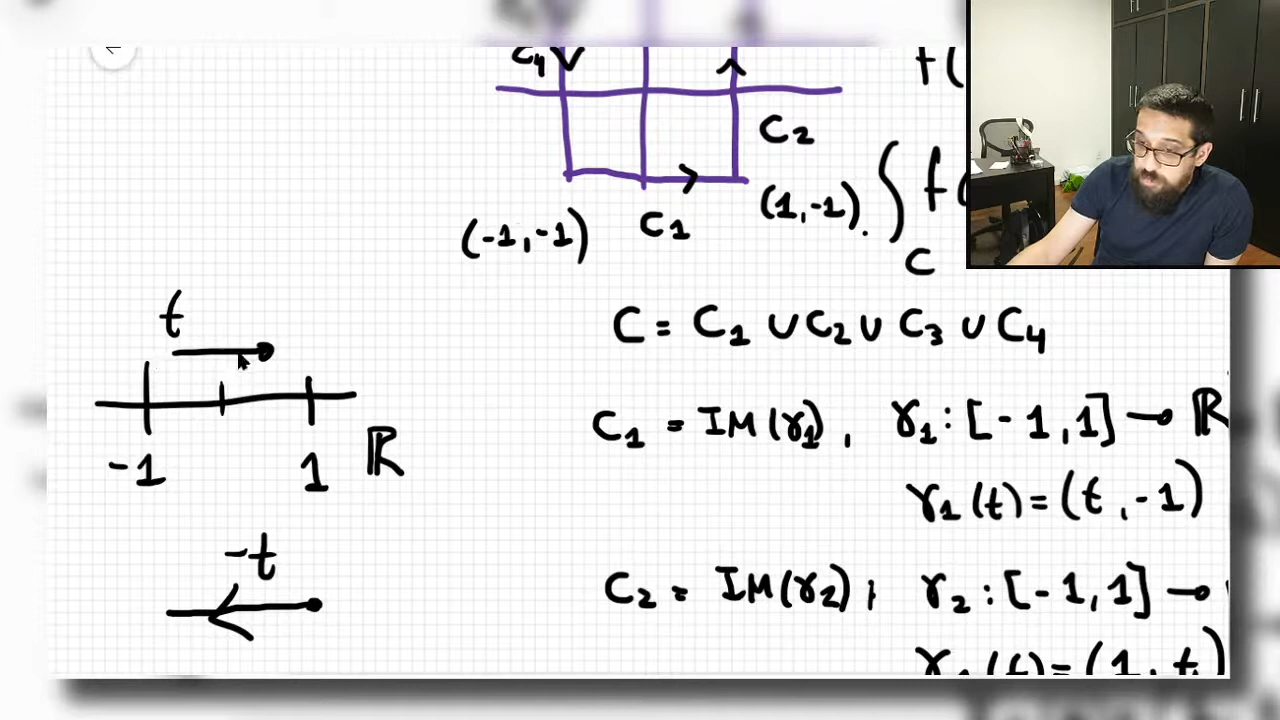 C4
C2
(-1,-1)
C1
(1,-1).
∫
C
t
C = C1 ∪ C2 ∪ C3 ∪ C4
-1
1
ℝ
C1 = IM(γ1), γ1 : [-1,1] → ℝ
γ1(t) = (t,-1)
-t
C2 = IM(γ2), γ2 : [-1,1] →